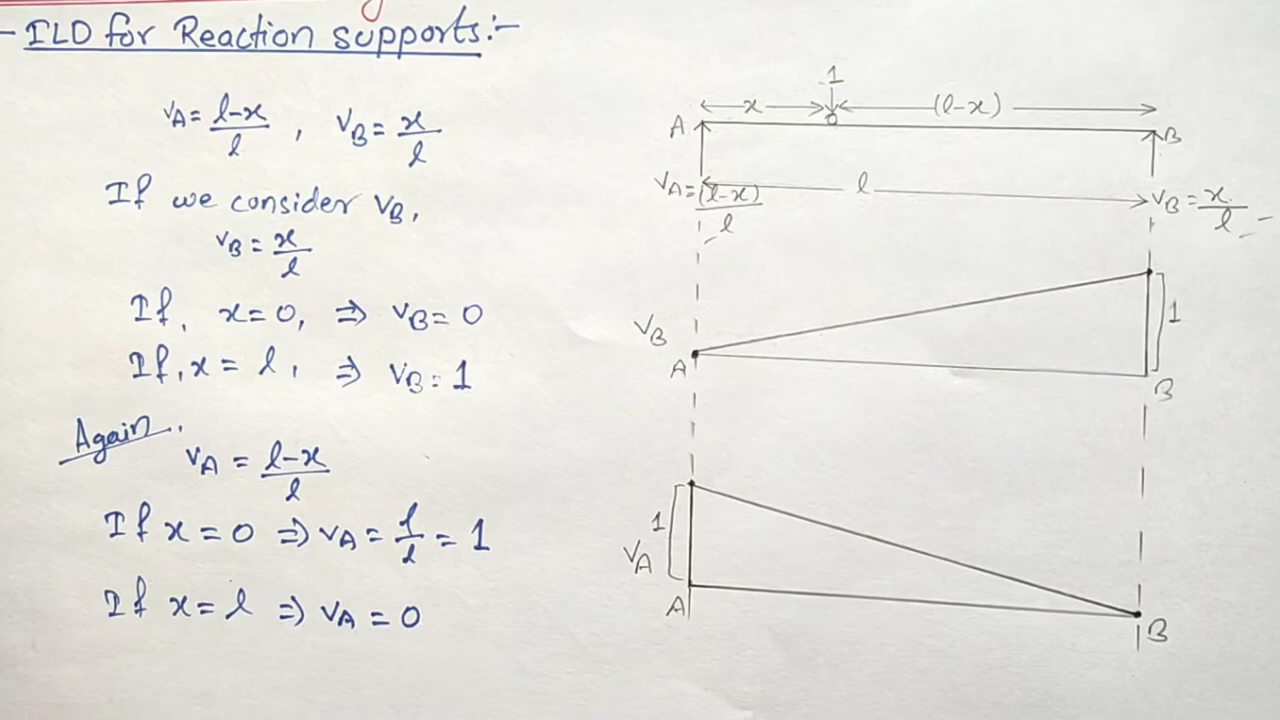 - ILD for Reaction supports:-
VA = l-x/l , VB = x/l
If we consider VB,
VB = x/l
If, x=0, ⇒ VB = 0
If, x = l, ⇒ VB = 1
Again,
VA = l-x/l
If x = 0 ⇒ VA = l/l = 1
If x = l ⇒ VA = 0
1
x (l-x)
A B
VA = (l-x)/l l VB = x/l
VB 1
A B
1
VA
A B